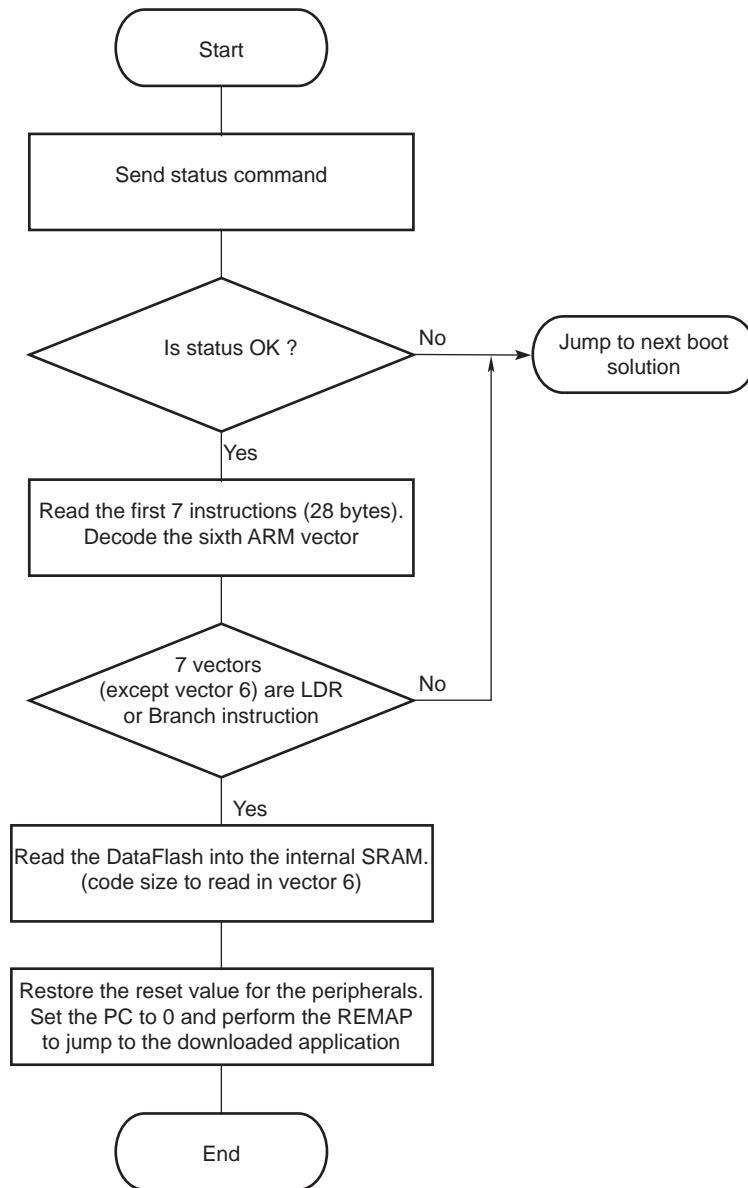 Start
Send status command
Is status OK ?
No
Jump to next boot
solution
Yes
Read the first 7 instructions (28 bytes).
Decode the sixth ARM vector
7 vectors
(except vector 6) are LDR
or Branch instruction
No
Yes
Read the DataFlash into the internal SRAM.
(code size to read in vector 6)
Restore the reset value for the peripherals.
Set the PC to 0 and perform the REMAP
to jump to the downloaded application
End